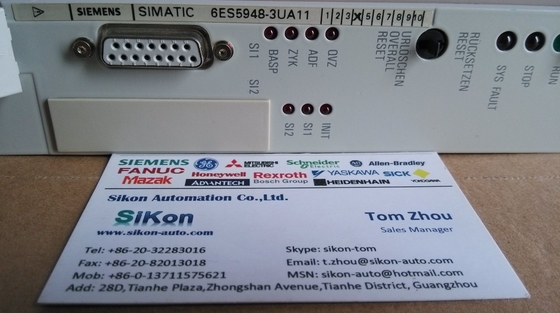 SIEMENS SIMATIC 6ES5948-3UA11 1 2 3 X 5 6 7 8 9 10
SI1 BASP ZYK ADF QVZ
URLÖSCHEN OVERALL RESET
RÜCKSETZEN RESET
SYS FAULT
STOP
RUN
SI2
SI2 SI1 INIT
SIEMENS GE MITSUBISHI ELECTRIC Schneider Electric AB Allen-Bradley
FANUC Honeywell Rexroth YASKAWA SICK
Mazak ADVANTECH Bosch Group HEIDENHAIN YOKOGAWA
Sikon Automation Co.,Ltd.
SiKon
www.sikon-auto.com
Tom Zhou
Sales Manager
Tel: +86-20-32283016 Skype: sikon-tom
Fax: +86-20-82013018 Email: t.zhou@sikon-auto.com
Mob: +86-0-13711575621 MSN: sikon-auto@hotmail.com
Add: 28D,Tianhe Plaza,Zhongshan Avenue,Tianhe District, Guangzhou